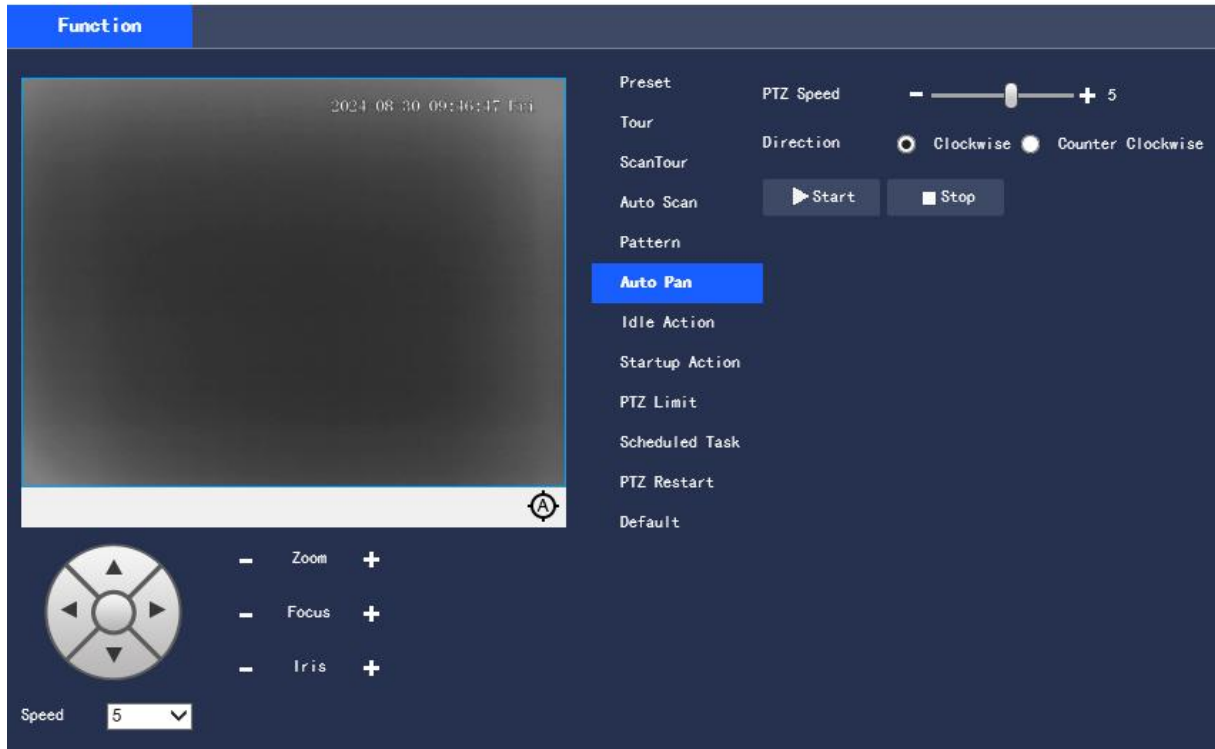 Function
2024-08-30 09:46:47 Fri
Preset
Tour
ScanTour
Auto Scan
Pattern
Auto Pan
Idle Action
Startup Action
PTZ Limit
Scheduled Task
PTZ Restart
Default
PTZ Speed - + 5
Direction Clockwise Counter Clockwise
Start Stop
A
- Zoom +
- Focus +
- Iris +
Speed 5